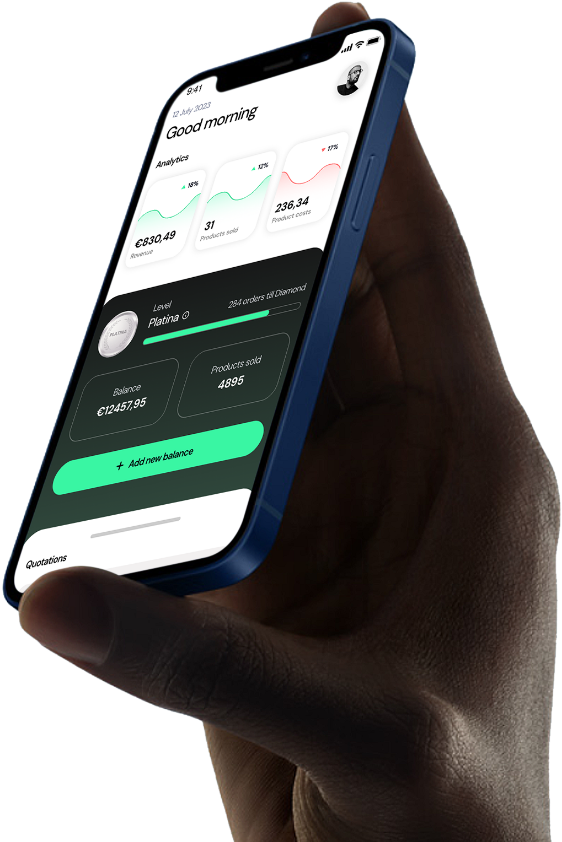 9:41
12 July 2023
Good morning
Analytics
▲ 18%
€830,49
Revenue
▲ 12%
31
Products sold
▼ 17%
236,34
Product costs
Level
Platina
284 orders till Diamond
PLATINA
Balance
€12457,95
Products sold
4895
+ Add new balance
Quotations